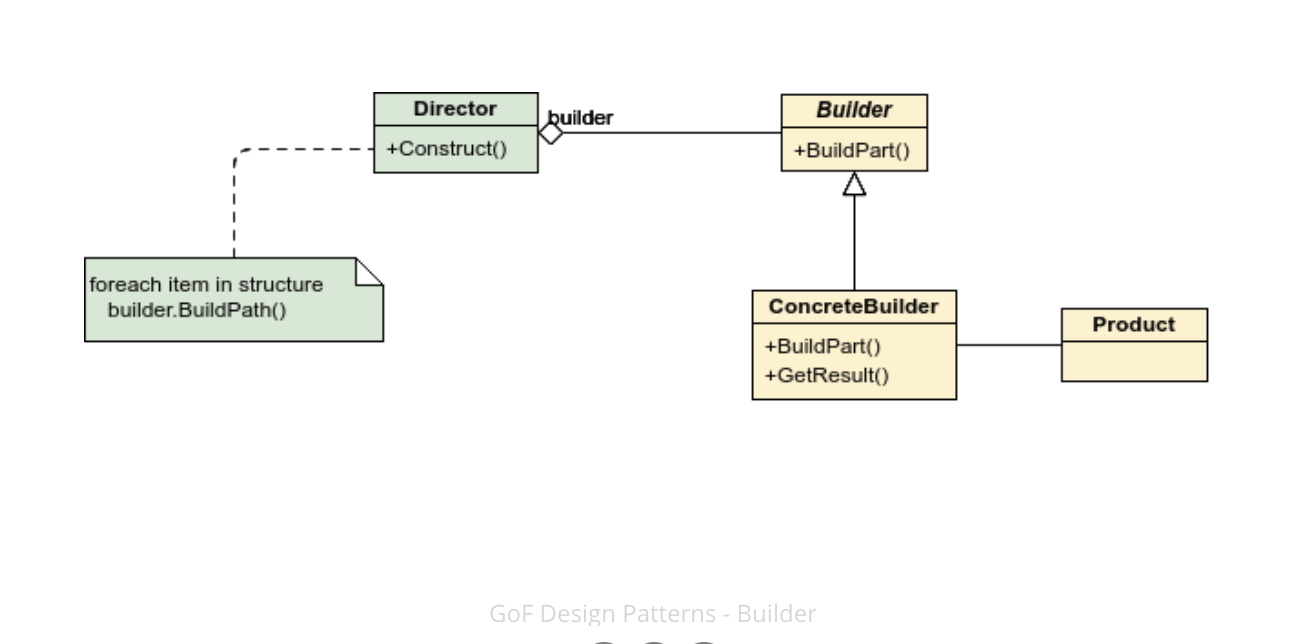 Director
+Construct()
builder
Builder
+BuildPart()
foreach item in structure
builder.BuildPath()
ConcreteBuilder
+BuildPart()
+GetResult()
Product
GoF Design Patterns - Builder